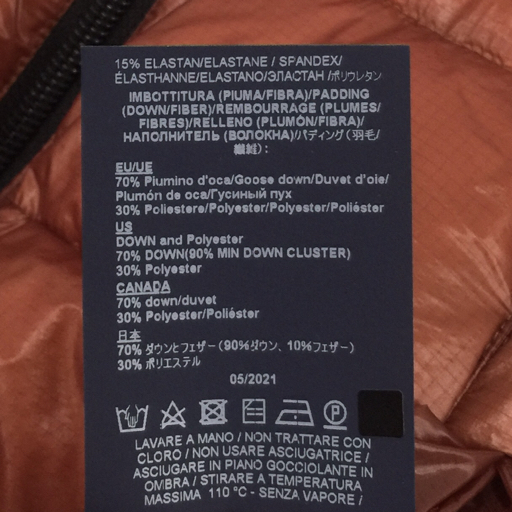 15% ELASTAN/ELASTANE / SPANDEX/
ÉLASTHANNE/ELASTANO/ЭЛАСТАН /ポリウレタン
IMBOTTITURA (PIUMA/FIBRA)/PADDING
(DOWN/FIBER)/REMBOURRAGE (PLUMES/
FIBRES)/RELLENO (PLUMÓN/FIBRA)/
НАПОЛНИТЕЛЬ (ВОЛОКНА)/パディング (羽毛/
繊維):
EU/UE
70% Piumino d'oca/Goose down/Duvet d'oie/
Plumón de oca/Гусиный пух
30% Poliestere/Polyester/Polyester/Poliéster
US
DOWN and Polyester
70% DOWN(90% MIN DOWN CLUSTER)
30% Polyester
CANADA
70% down/duvet
30% Polyester/Poliéster
日本
70% ダウンとフェザー (90%ダウン、10%フェザー)
30% ポリエステル
05/2021
P
LAVARE A MANO / NON TRATTARE CON
CLORO / NON USARE ASCIUGATRICE /
ASCIUGARE IN PIANO GOCCIOLANTE IN
OMBRA / STIRARE A TEMPERATURA
MASSIMA 110 °C - SENZA VAPORE /